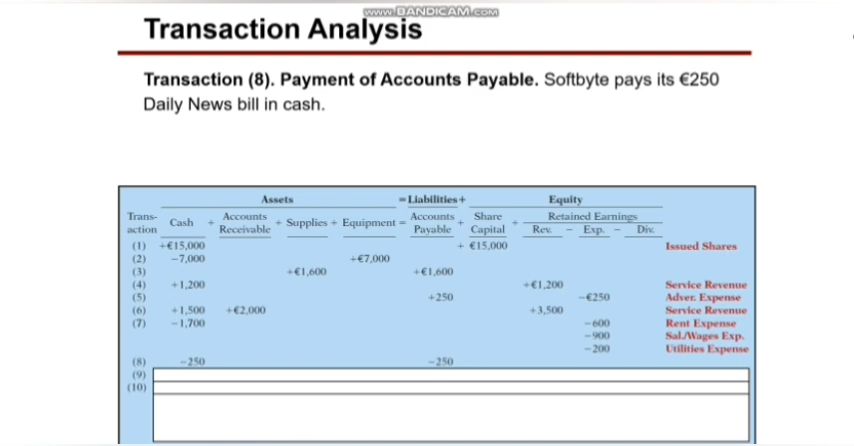 WWW.BANDICAM.COM
Transaction Analysis
Transaction (8). Payment of Accounts Payable. Softbyte pays its €250
Daily News bill in cash.
Assets = Liabilities + Equity
Trans- Accounts Accounts Share Retained Earnings
action Cash + Receivable + Supplies + Equipment = Payable + Capital + Rev. − Exp. − Div.
(1) +€15,000 + €15,000 Issued Shares
(2) −7,000 +€7,000
(3) +€1,600 +€1,600
(4) +1,200 +€1,200 Service Revenue
(5) +250 −€250 Adver. Expense
(6) +1,500 +€2,000 +3,500 Service Revenue
(7) −1,700 −600 Rent Expense
−900 Sal./Wages Exp.
−200 Utilities Expense
(8) −250 −250
(9)
(10)